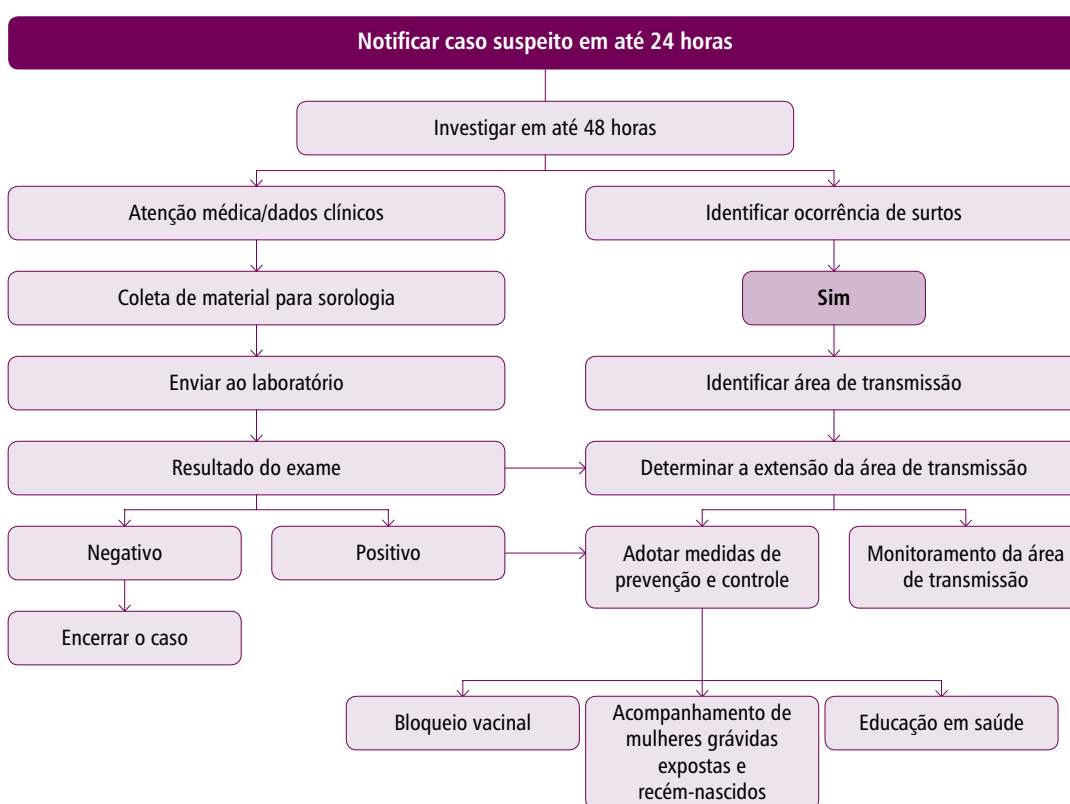 Notificar caso suspeito em até 24 horas
Investigar em até 48 horas
Atenção médica/dados clínicos
Identificar ocorrência de surtos
Coleta de material para sorologia
Sim
Enviar ao laboratório
Identificar área de transmissão
Resultado do exame
Determinar a extensão da área de transmissão
Negativo
Positivo
Adotar medidas de
prevenção e controle
Monitoramento da área
de transmissão
Encerrar o caso
Bloqueio vacinal
Acompanhamento de
mulheres grávidas
expostas e
recém-nascidos
Educação em saúde